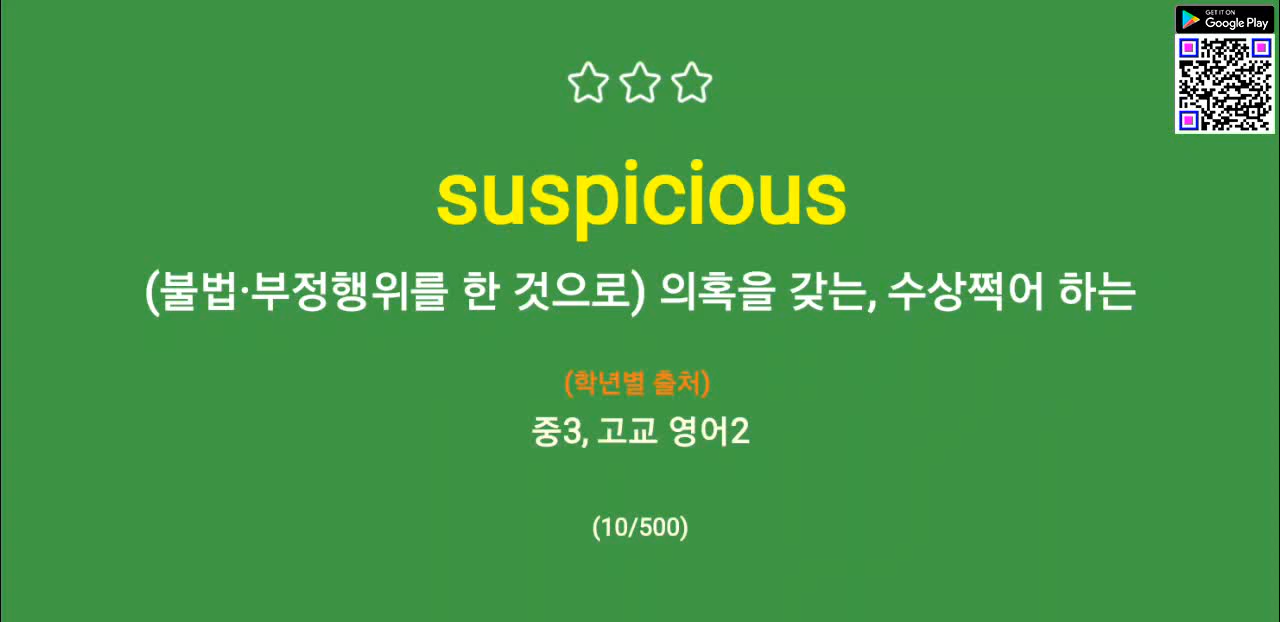 GET IT ON
Google Play
suspicious
(불법·부정행위를 한 것으로) 의혹을 갖는, 수상쩍어 하는
(학년별 출처)
중3, 고교 영어2
(10/500)